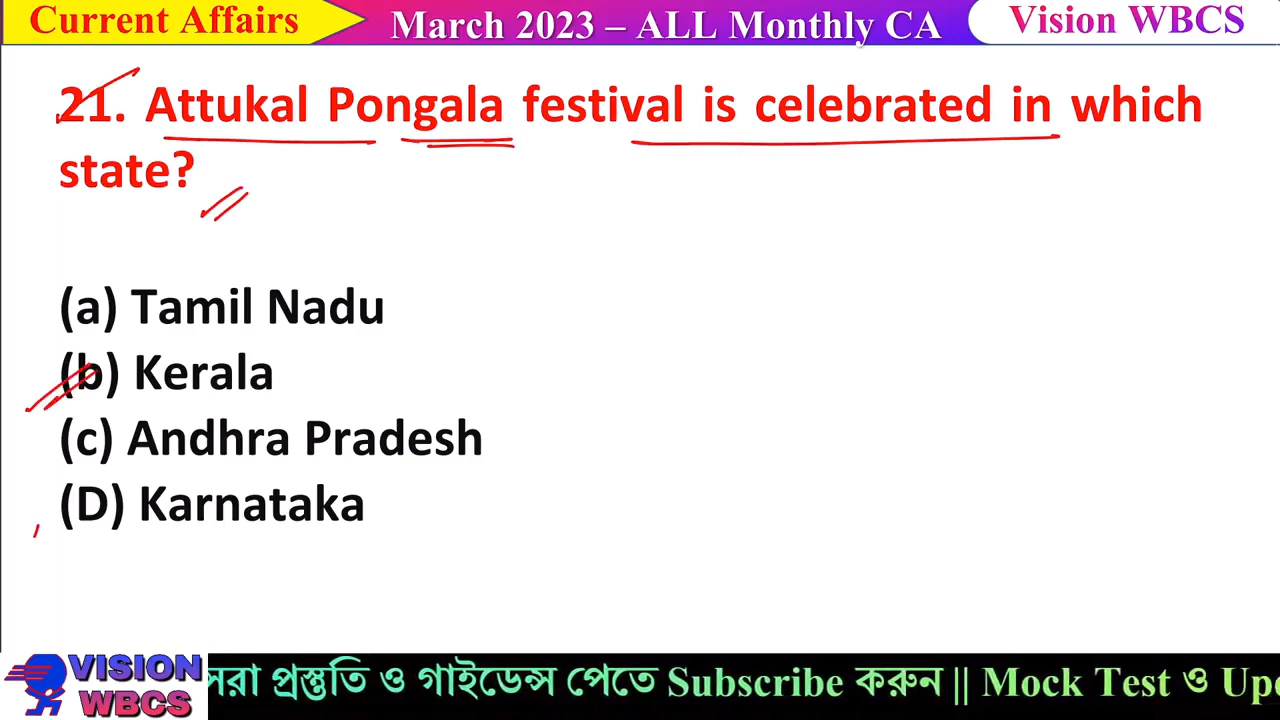 Current Affairs
March 2023 – ALL Monthly CA
Vision WBCS
21. Attukal Pongala festival is celebrated in which
state?
(a) Tamil Nadu
(b) Kerala
(c) Andhra Pradesh
(D) Karnataka
VISION
WBCS
প্রস্তুতি ও গাইডেন্স পেতে Subscribe করুন || Mock Test ও